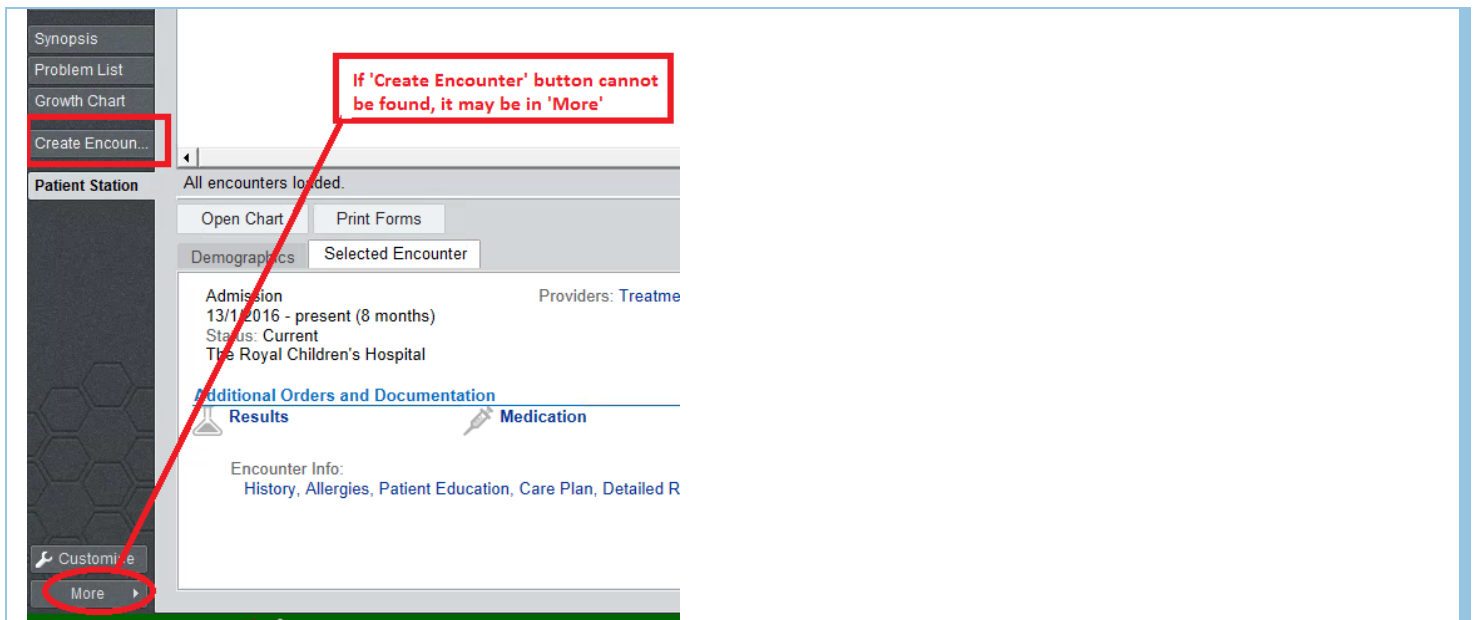 Synopsis
Problem List
Growth Chart
Create Encoun...
Patient Station
If 'Create Encounter' button cannot
be found, it may be in 'More'
All encounters loaded.
Open Chart
Print Forms
Demographics
Selected Encounter
Admission
Providers: Treatme
13/1/2016 - present (8 months)
Status: Current
The Royal Children's Hospital
Additional Orders and Documentation
Results
Medication
Encounter Info:
History, Allergies, Patient Education, Care Plan, Detailed R
Customize
More